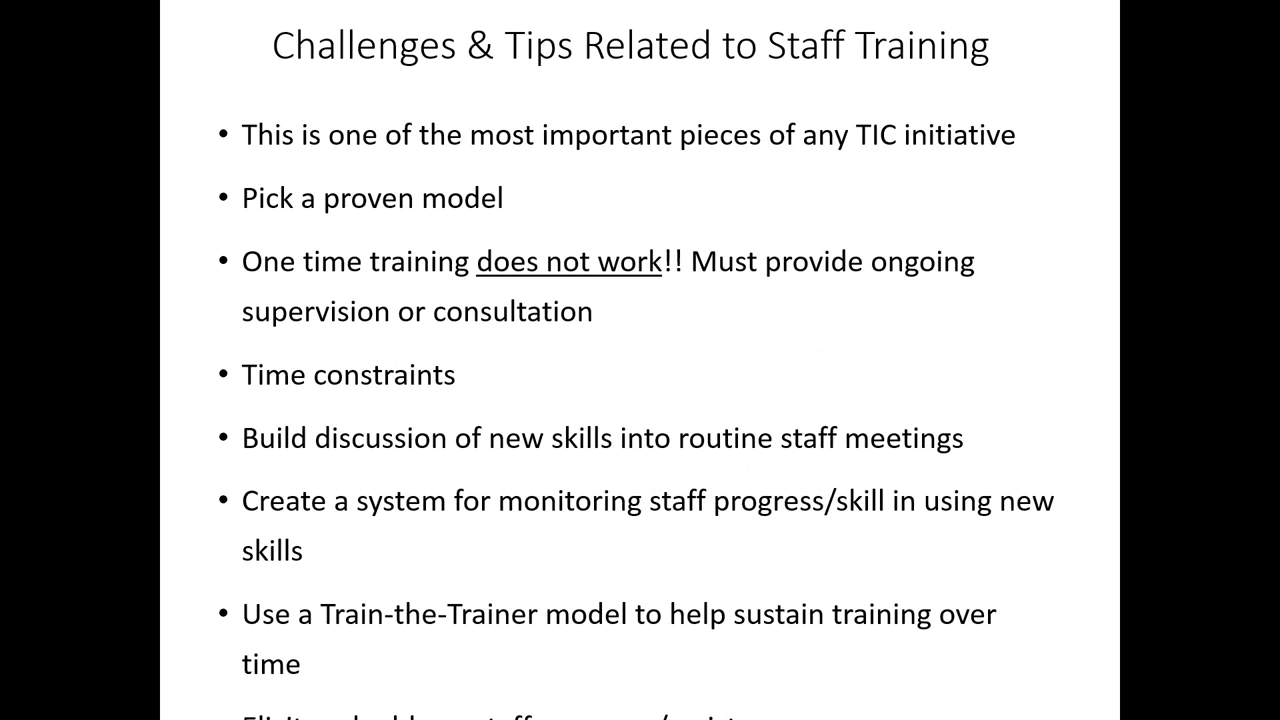 Challenges & Tips Related to Staff Training
• This is one of the most important pieces of any TIC initiative
• Pick a proven model
• One time training does not work!! Must provide ongoing
supervision or consultation
• Time constraints
• Build discussion of new skills into routine staff meetings
• Create a system for monitoring staff progress/skill in using new
skills
• Use a Train-the-Trainer model to help sustain training over
time